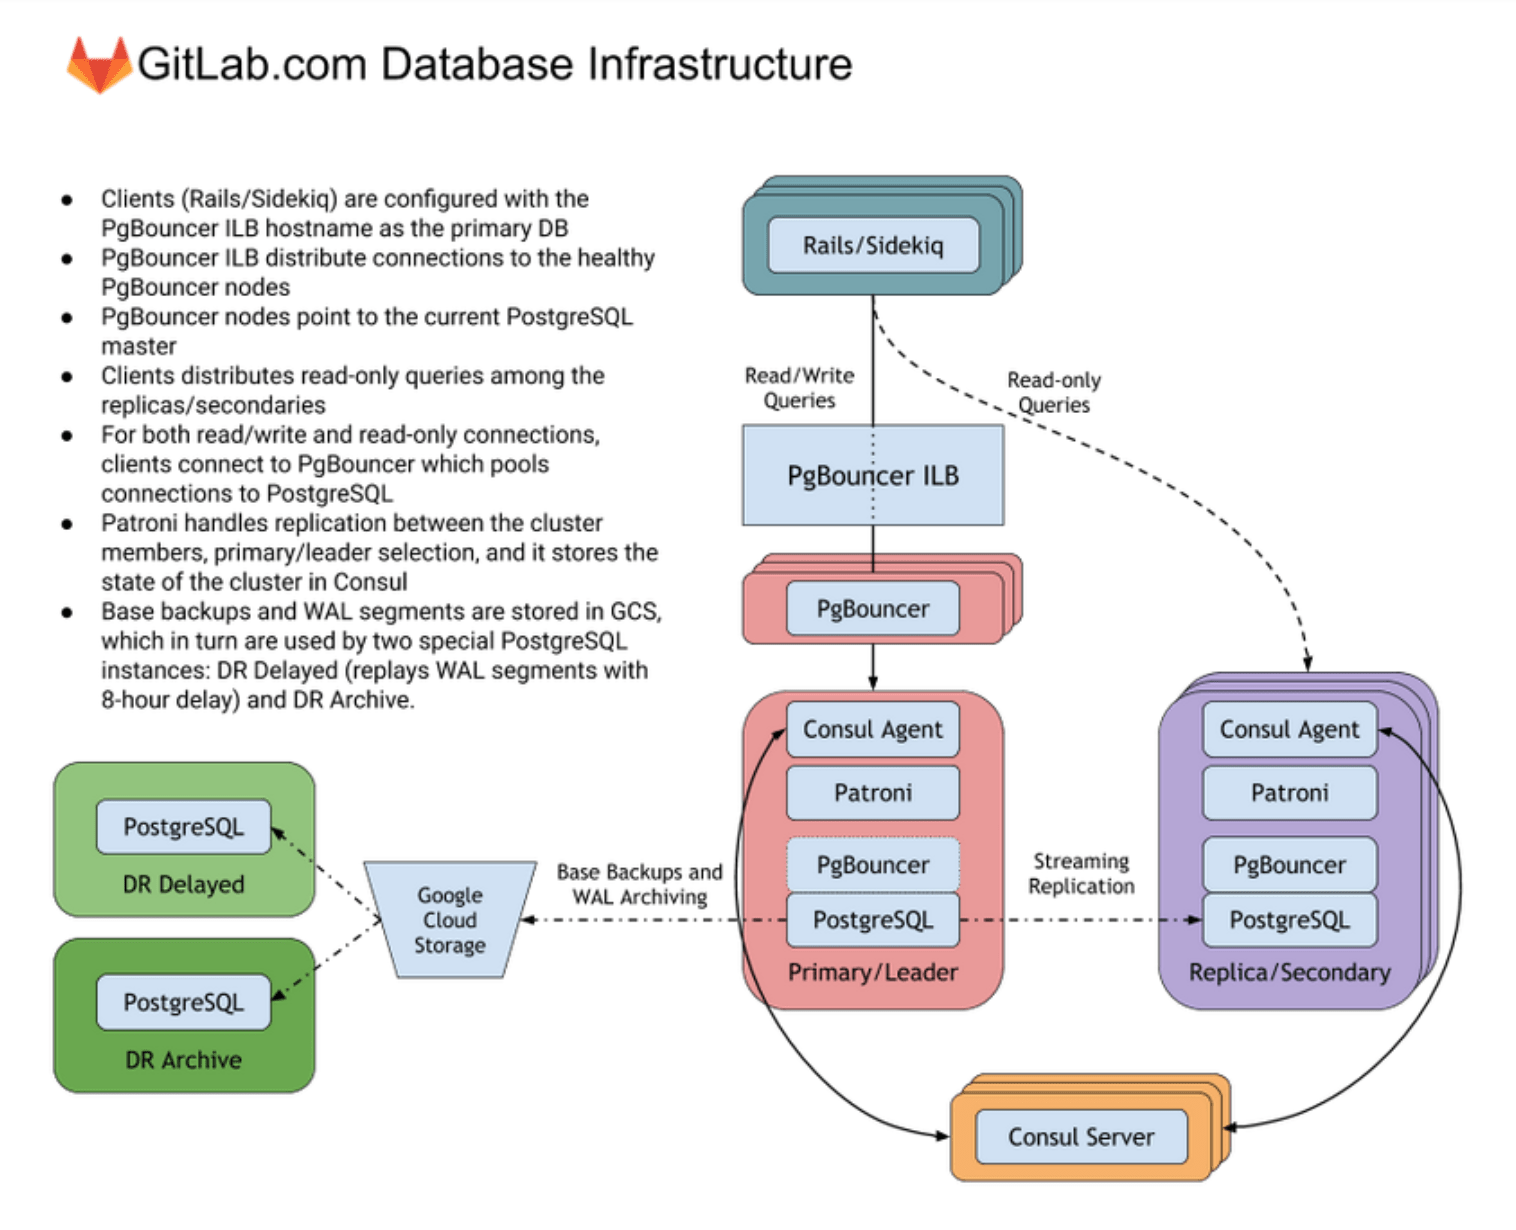 GitLab.com Database Infrastructure
● Clients (Rails/Sidekiq) are configured with the
PgBouncer ILB hostname as the primary DB
● PgBouncer ILB distribute connections to the healthy
PgBouncer nodes
● PgBouncer nodes point to the current PostgreSQL
master
● Clients distributes read-only queries among the
replicas/secondaries
● For both read/write and read-only connections,
clients connect to PgBouncer which pools
connections to PostgreSQL
● Patroni handles replication between the cluster
members, primary/leader selection, and it stores the
state of the cluster in Consul
● Base backups and WAL segments are stored in GCS,
which in turn are used by two special PostgreSQL
instances: DR Delayed (replays WAL segments with
8-hour delay) and DR Archive.
Rails/Sidekiq
Read/Write
Queries
Read-only
Queries
PgBouncer ILB
PgBouncer
Consul Agent
Patroni
PgBouncer
PostgreSQL
Primary/Leader
Streaming
Replication
Consul Agent
Patroni
PgBouncer
PostgreSQL
Replica/Secondary
Base Backups and
WAL Archiving
Google
Cloud
Storage
PostgreSQL
DR Delayed
PostgreSQL
DR Archive
Consul Server